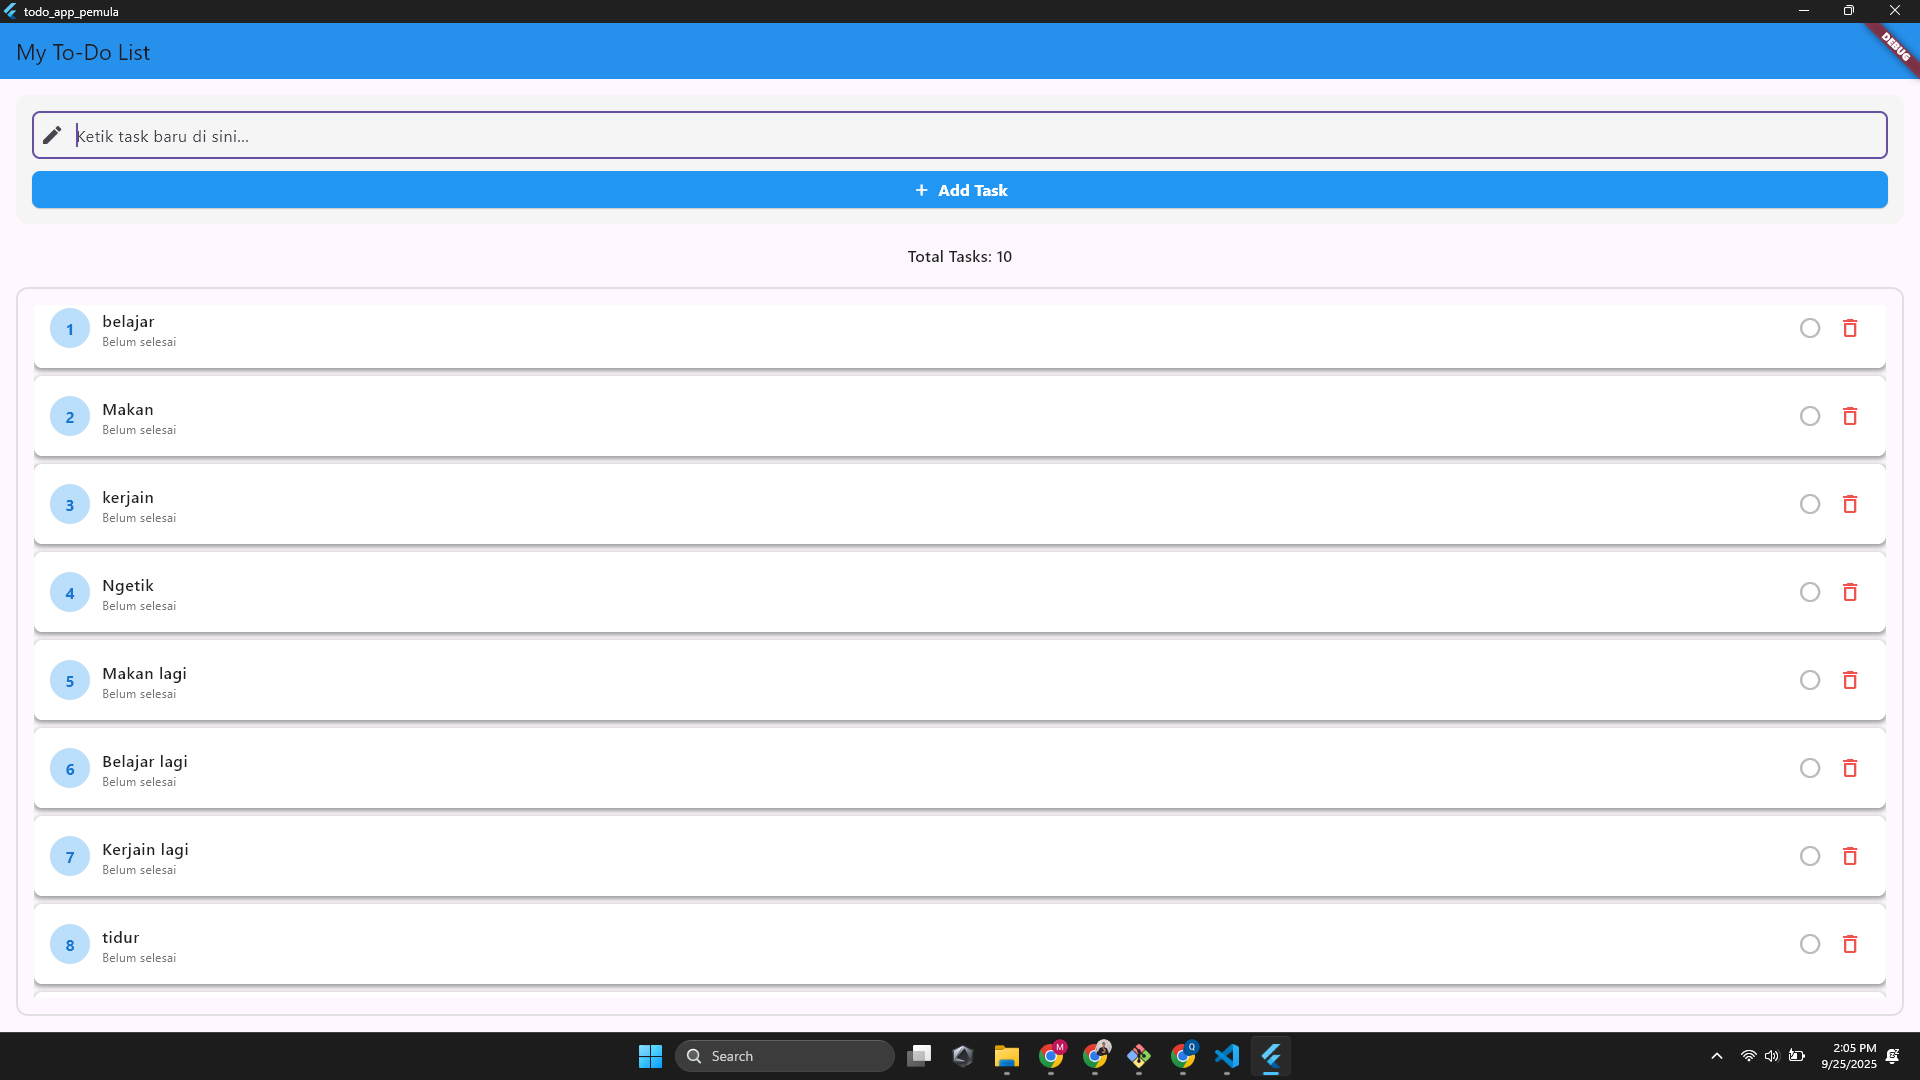 todo_app_pemula
My To-Do List
DEBUG
Ketik task baru di sini...
+ Add Task
Total Tasks: 10
1
belajar
Belum selesai
2
Makan
Belum selesai
3
kerjain
Belum selesai
4
Ngetik
Belum selesai
5
Makan lagi
Belum selesai
6
Belajar lagi
Belum selesai
7
Kerjain lagi
Belum selesai
8
tidur
Belum selesai
Search
M
Q
2:05 PM
9/25/2025